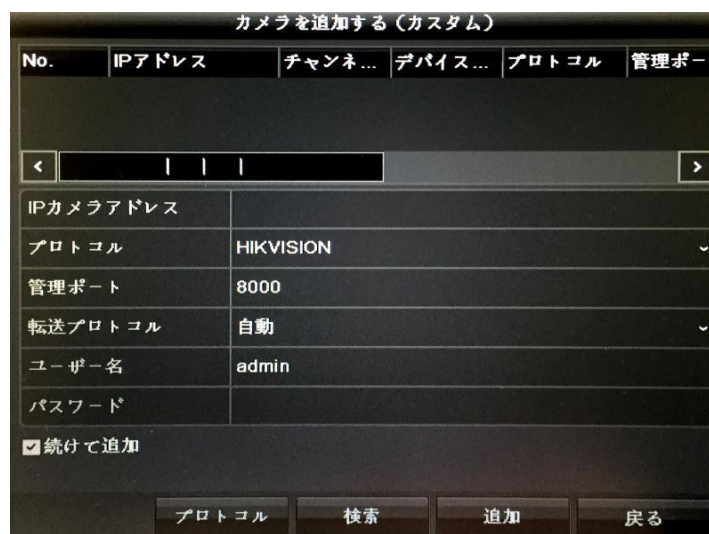 カメラを追加する (カスタム)
No. IPアドレス チャンネ... デバイス... プロトコル 管理ポー
IPカメラアドレス
プロトコル HIKVISION
管理ポート 8000
転送プロトコル 自動
ユーザー名 admin
パスワード
続けて追加
プロトコル 検索 追加 戻る